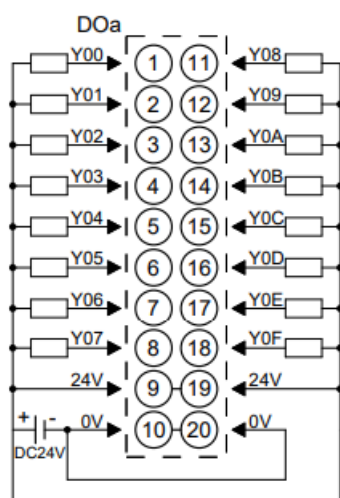 DOa
Y00 1 11 Y08
Y01 2 12 Y09
Y02 3 13 Y0A
Y03 4 14 Y0B
Y04 5 15 Y0C
Y05 6 16 Y0D
Y06 7 17 Y0E
Y07 8 18 Y0F
24V 9 19 24V
+ - 0V 10 20 0V
DC24V